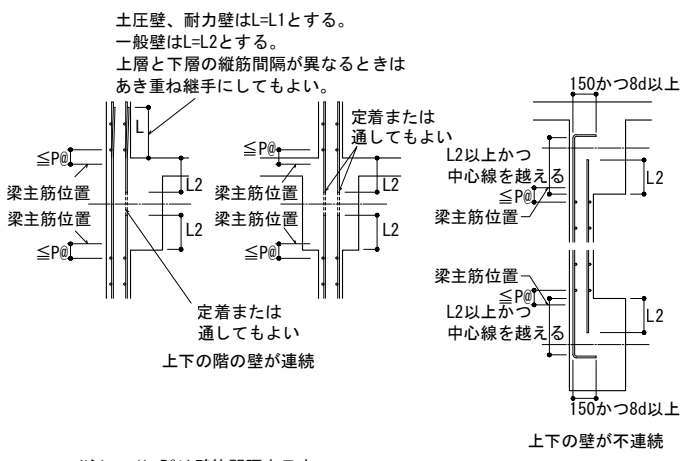 土圧壁、耐力壁はL=L1とする。
一般壁はL=L2とする。
上層と下層の縦筋間隔が異なるときは
あき重ね継手にしてもよい。
L
≦P@
梁主筋位置
梁主筋位置
≦P@
L2
L2
定着または
通してもよい
≦P@
梁主筋位置
梁主筋位置
≦P@
L2
L2
定着または
通してもよい
上下の階の壁が連続
150かつ8d以上
L2以上かつ
中心線を越える
≦P@
梁主筋位置
L2
梁主筋位置
≦P@
L2以上かつ
中心線を越える
L2
150かつ8d以上
上下の壁が不連続